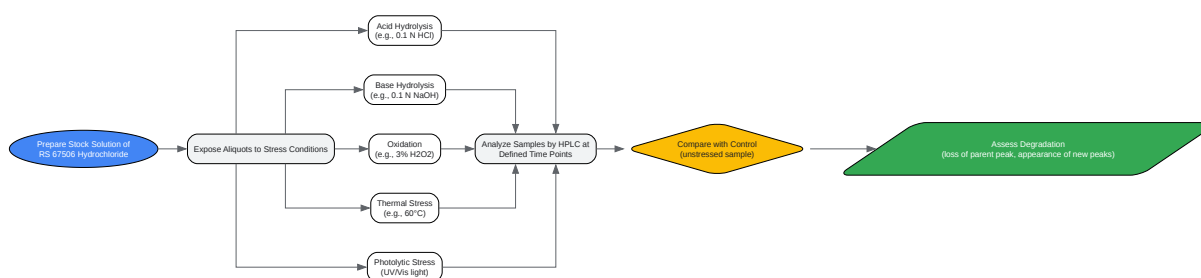 Prepare Stock Solution of
RS 67506 Hydrochloride
Expose Aliquots to Stress Conditions
Acid Hydrolysis
(e.g., 0.1 N HCl)
Base Hydrolysis
(e.g., 0.1 N NaOH)
Oxidation
(e.g., 3% H2O2)
Thermal Stress
(e.g., 60°C)
Photolytic Stress
(UV/Vis light)
Analyze Samples by HPLC at
Defined Time Points
Compare with Control
(unstressed sample)
Assess Degradation
(loss of parent peak, appearance of new peaks)